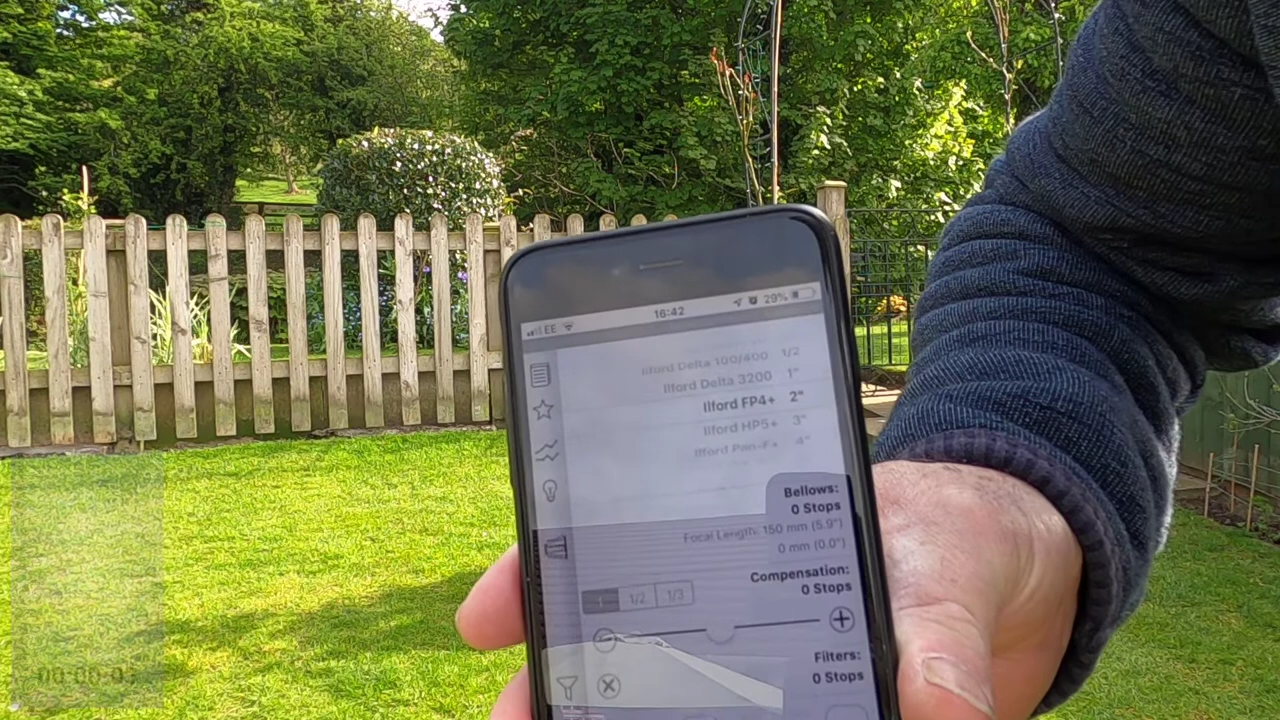 EE 16:42 29%
Ilford Delta 100/400 1/2
Ilford Delta 3200 1"
Ilford FP4+ 2"
Ilford HP5+ 3"
Ilford Pan-F+ 4"
Bellows:
0 Stops
Focal Length: 150 mm (5.9")
0 mm (0.0")
Compensation:
0 Stops
1 1/2 1/3
Filters:
0 Stops